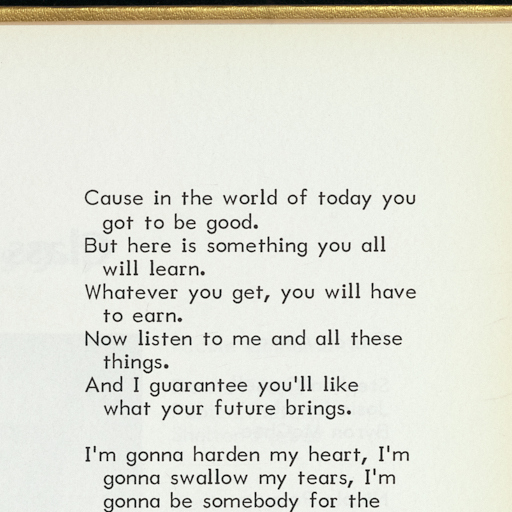 Cause in the world of today you
got to be good.
But here is something you all
will learn.
Whatever you get, you will have
to earn.
Now listen to me and all these
things.
And I guarantee you'll like
what your future brings.
I'm gonna harden my heart, I'm
gonna swallow my tears, I'm
gonna be somebody for the